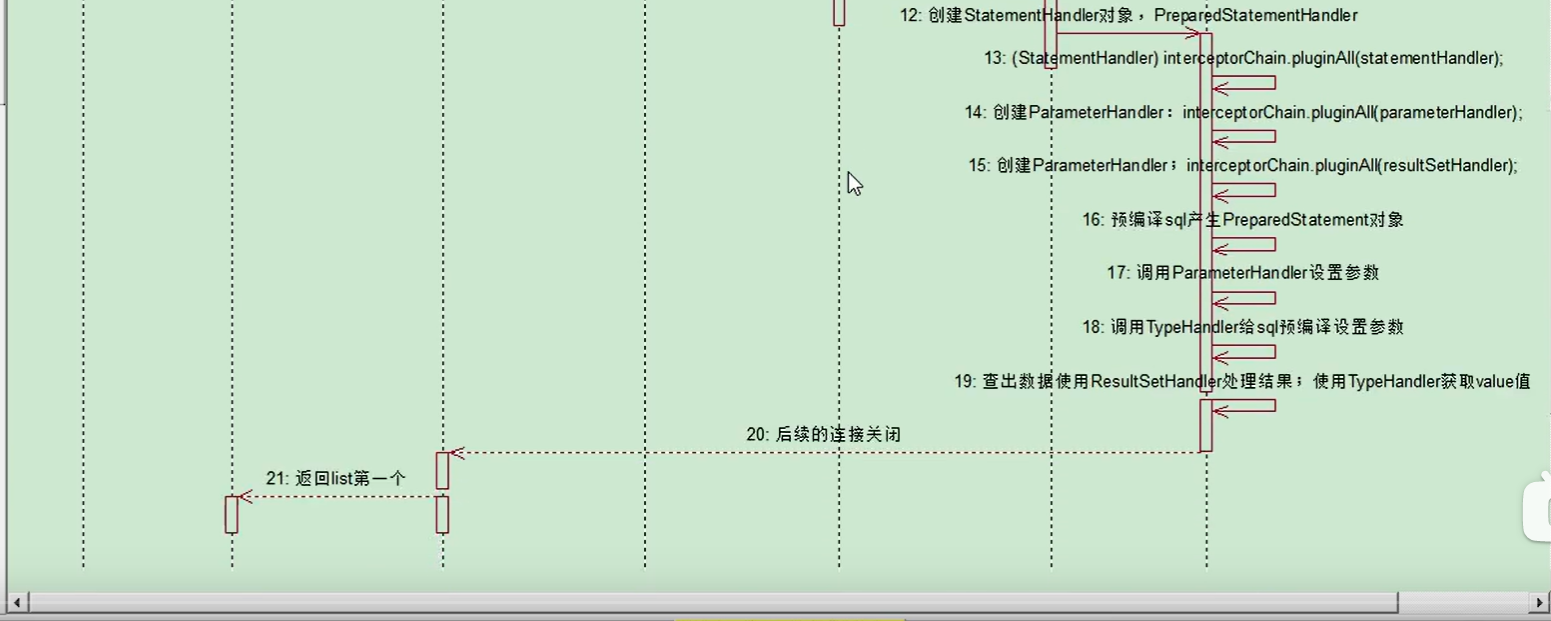 12: 创建StatementHandler对象，PreparedStatementHandler
13: (StatementHandler) interceptorChain.pluginAll(statementHandler);
14: 创建ParameterHandler：interceptorChain.pluginAll(parameterHandler);
15: 创建ParameterHandler；interceptorChain.pluginAll(resultSetHandler);
16: 预编译sql产生PreparedStatement对象
17: 调用ParameterHandler设置参数
18: 调用TypeHandler给sql预编译设置参数
19: 查出数据使用ResultSetHandler处理结果；使用TypeHandler获取value值
20: 后续的连接关闭
21: 返回list第一个